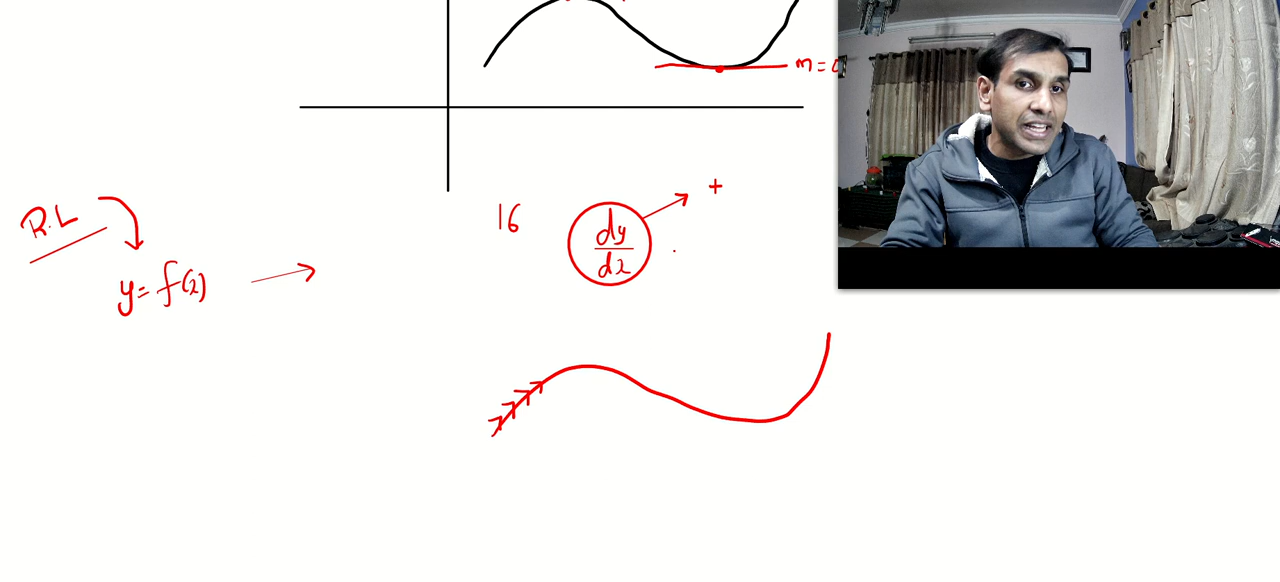 m=0
R.L
y=f(x)
16
dy/dx
+